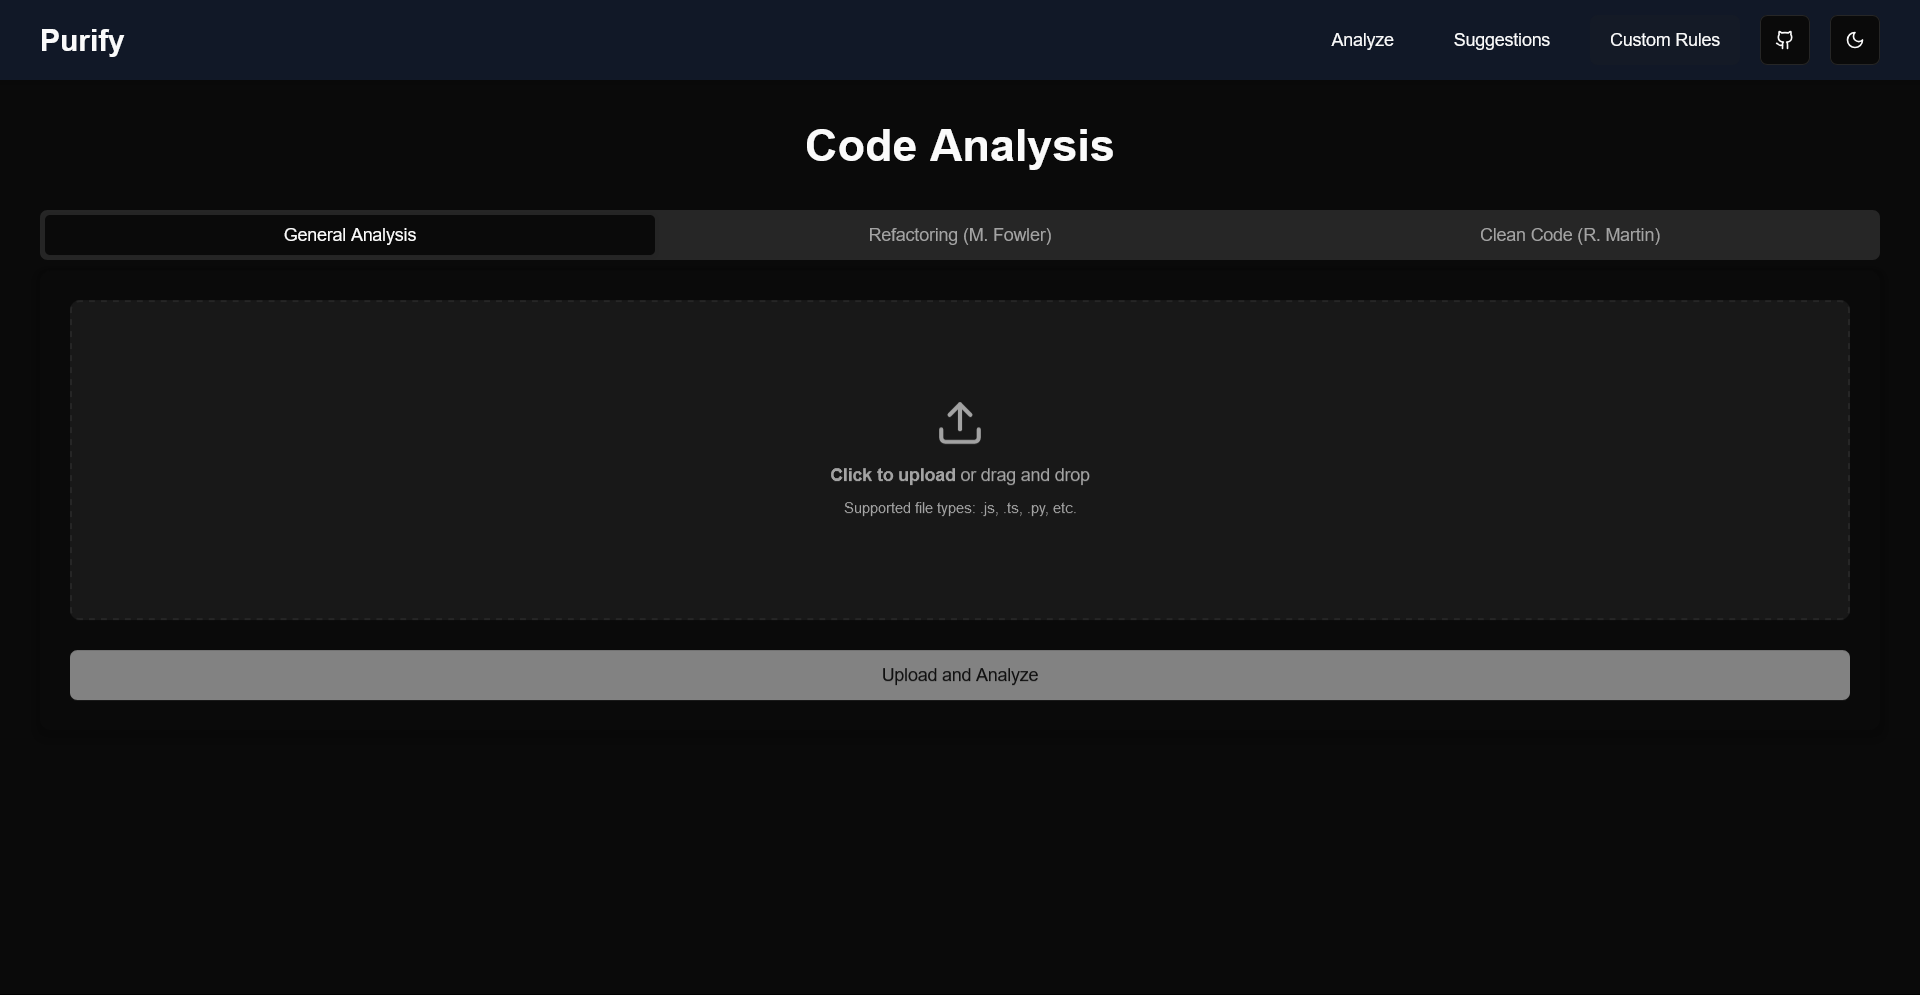 Purify
Analyze
Suggestions
Custom Rules
Code Analysis
General Analysis
Refactoring (M. Fowler)
Clean Code (R. Martin)
Click to upload or drag and drop
Supported file types: .js, .ts, .py, etc.
Upload and Analyze